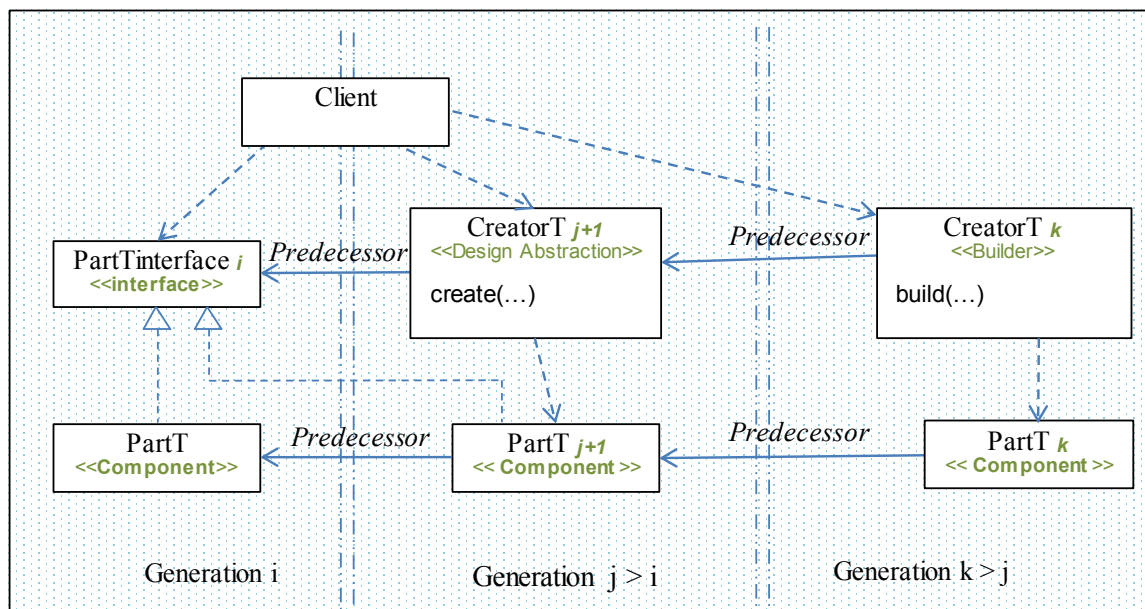 Client
PartTinterface i
<<interface>>
Predecessor
CreatorT j+1
<<Design Abstraction>>
create(…)
Predecessor
CreatorT k
<<Builder>>
build(…)
PartT
<<Component>>
Predecessor
PartT j+1
<< Component >>
Predecessor
PartT k
<< Component >>
Generation i
Generation j > i
Generation k > j